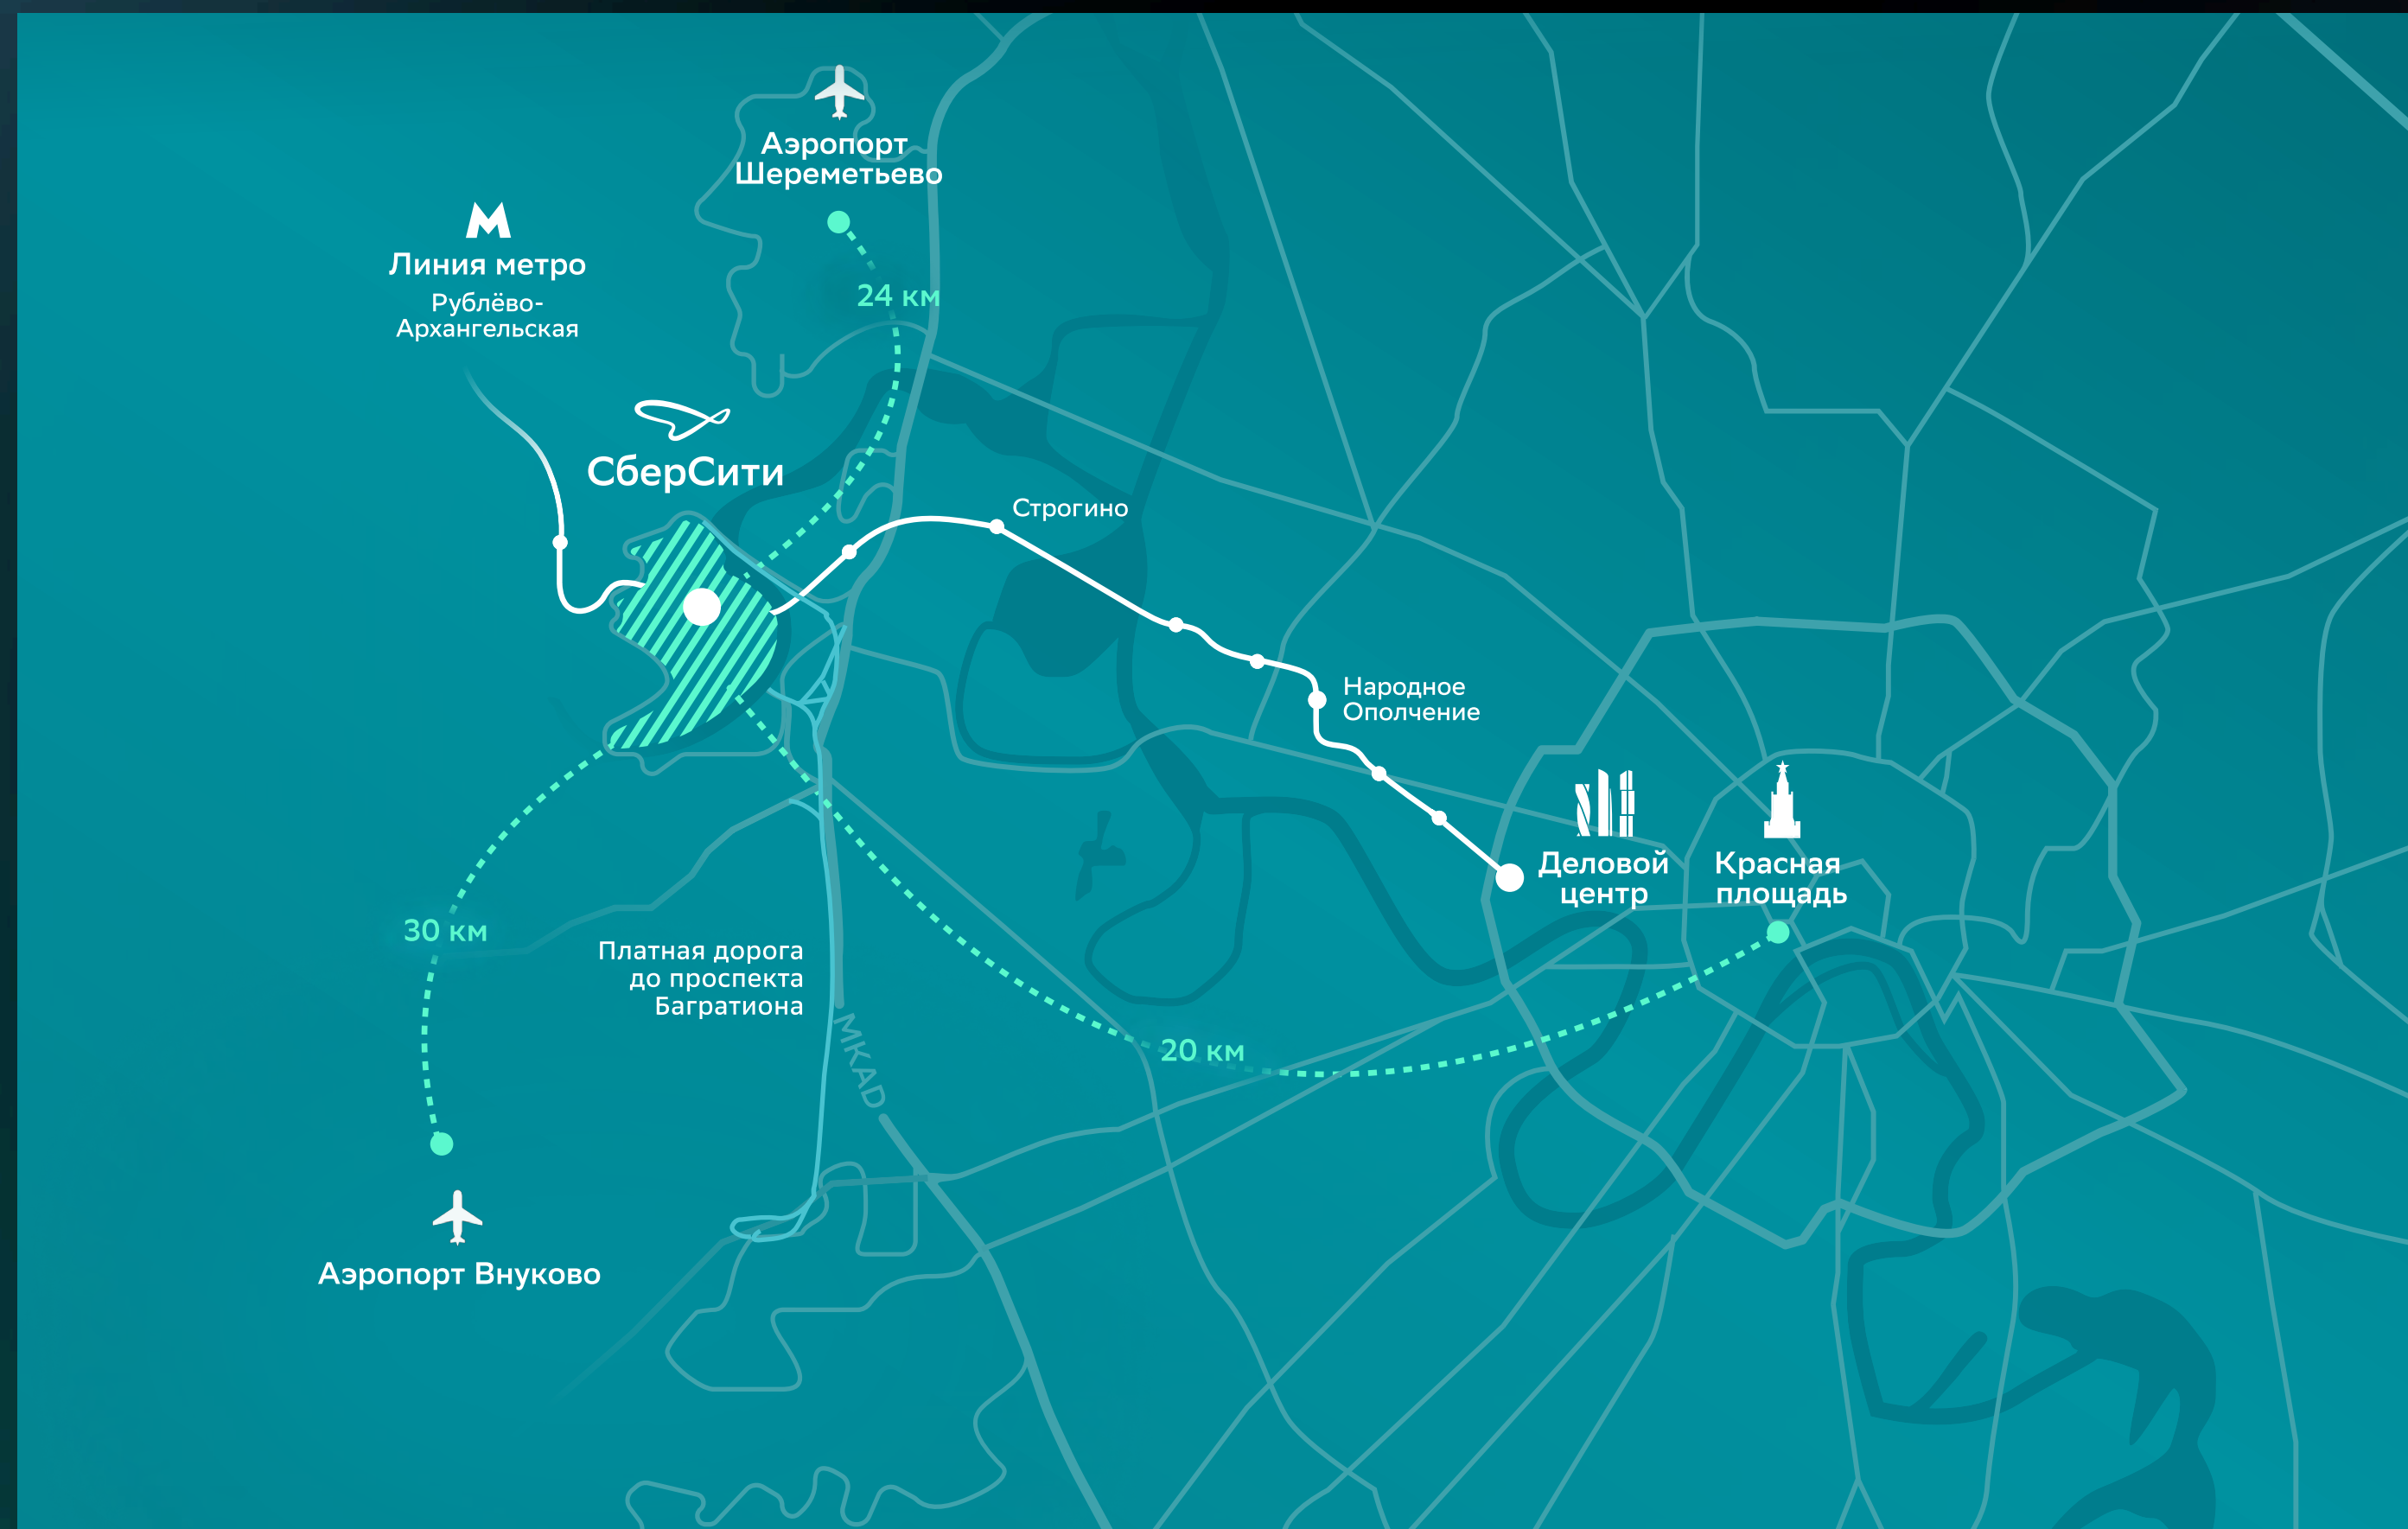 Аэропорт
Шереметьево
24 км
Линия метро
Рублёво-
Архангельская
СберСити
Строгино
Народное
Ополчение
Деловой
центр
Красная
площадь
30 км
Платная дорога
до проспекта
Багратиона
MKAD
20 км
Аэропорт Внуково